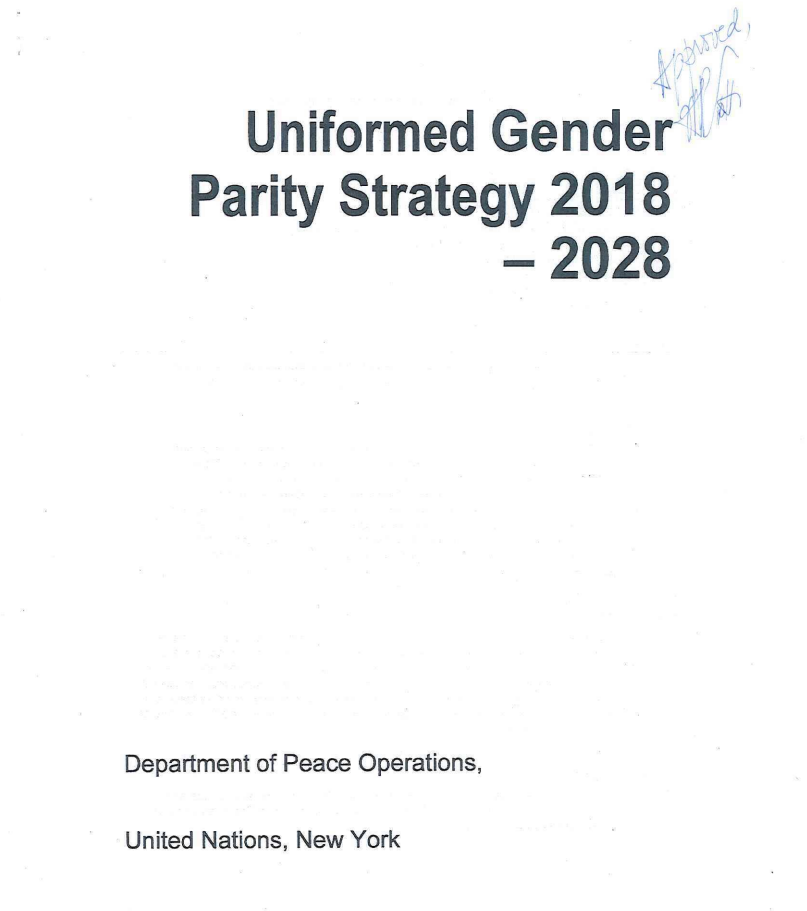 Approved,
Uniformed Gender
Parity Strategy 2018
– 2028
Department of Peace Operations,
United Nations, New York